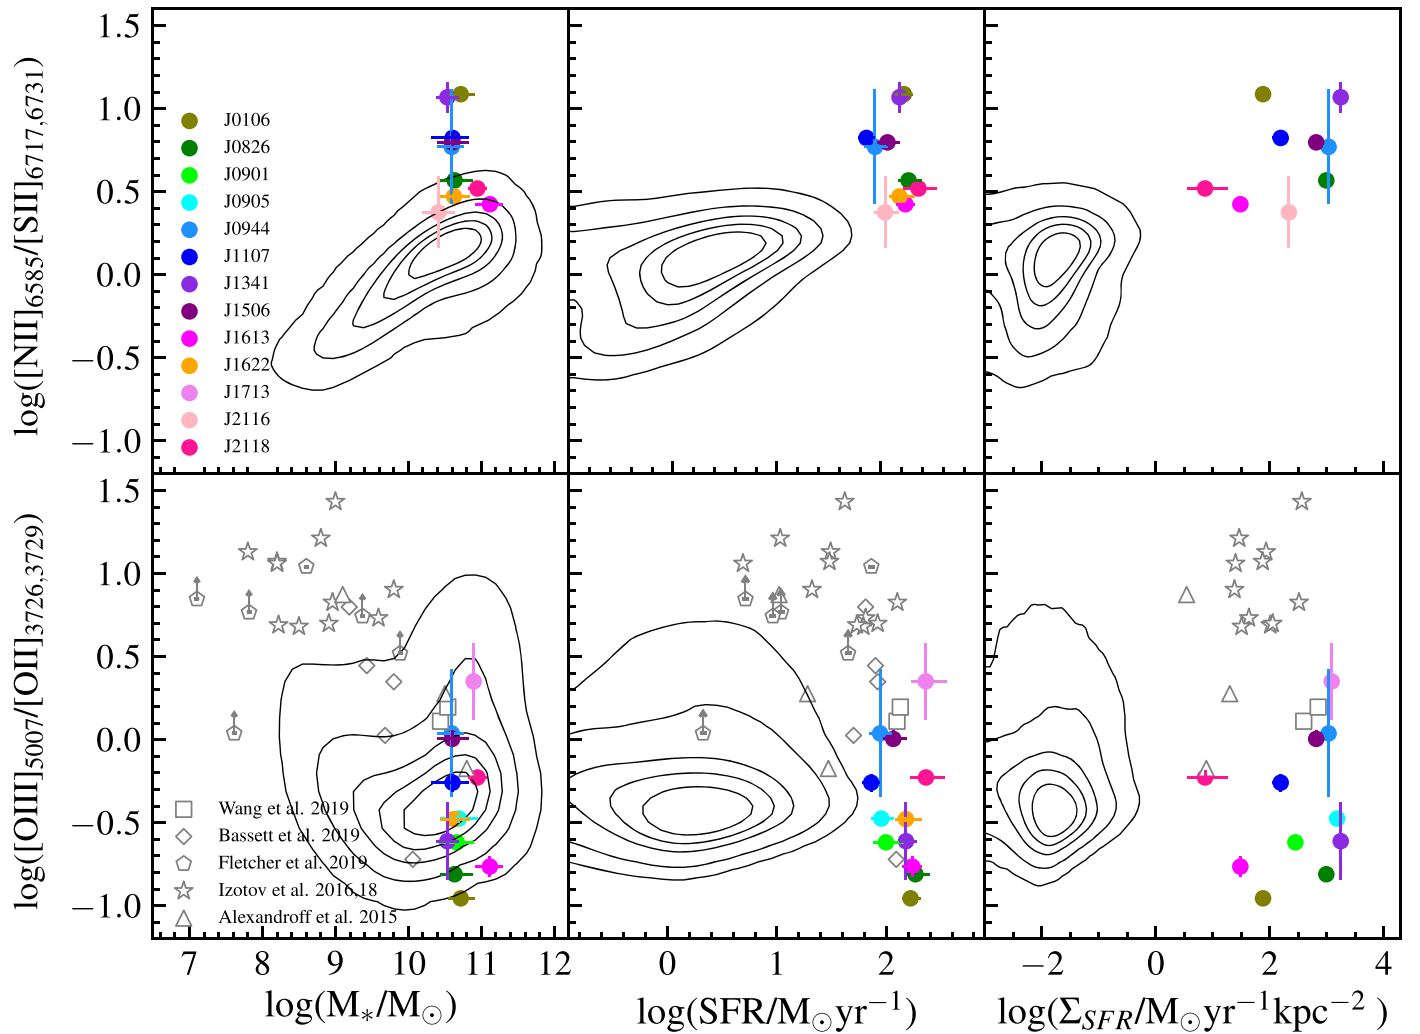 log([NII]6585/[SII]6717,6731)
1.5
1.0
0.5
0.0
−0.5
−1.0
J0106
J0826
J0901
J0905
J0944
J1107
J1341
J1506
J1613
J1622
J1713
J2116
J2118
log([OIII]5007/[OII]3726,3729)
1.5
1.0
0.5
0.0
−0.5
−1.0
Wang et al. 2019
Bassett et al. 2019
Fletcher et al. 2019
Izotov et al. 2016,18
Alexandroff et al. 2015
7 8 9 10 11 12
0 1 2
−2 0 2 4
log(M*/M⊙)
log(SFR/M⊙yr⁻¹)
log(ΣSFR/M⊙yr⁻¹kpc⁻² )